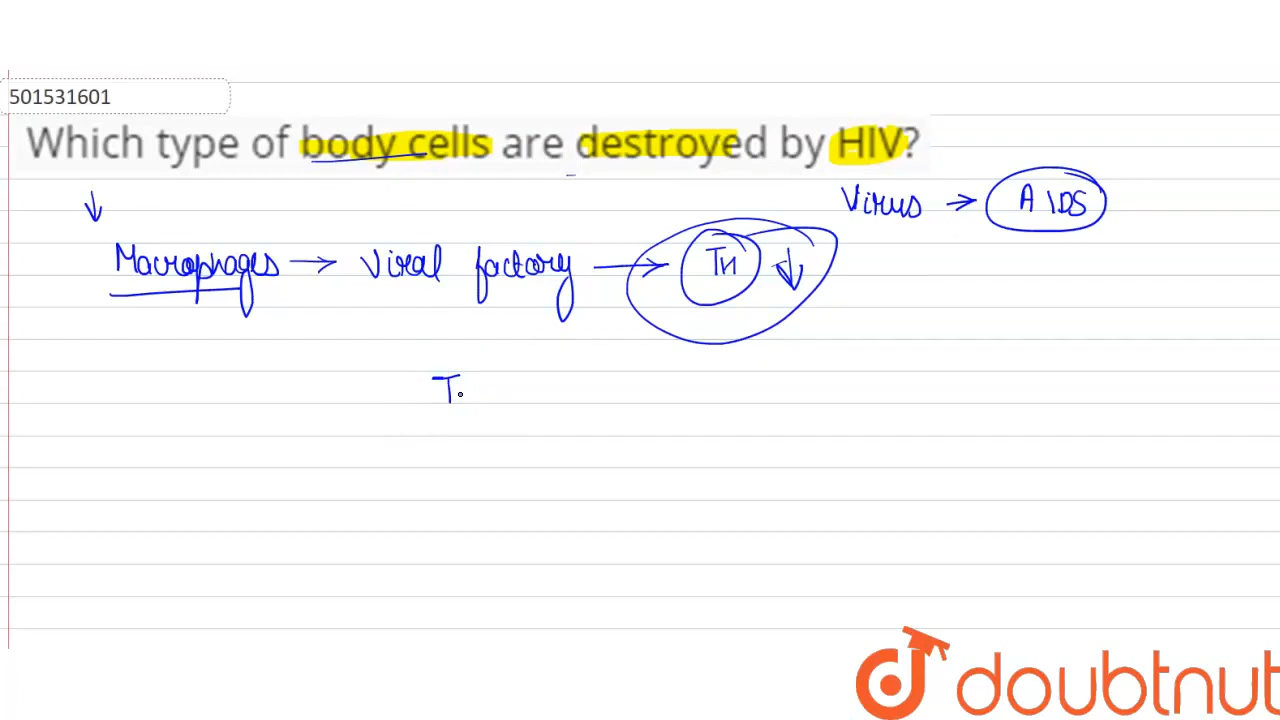 501531601
Which type of body cells are destroyed by HIV?
Virus → AIDS
↓
Macrophages → Viral factory → TH ↓
T
doubtnut